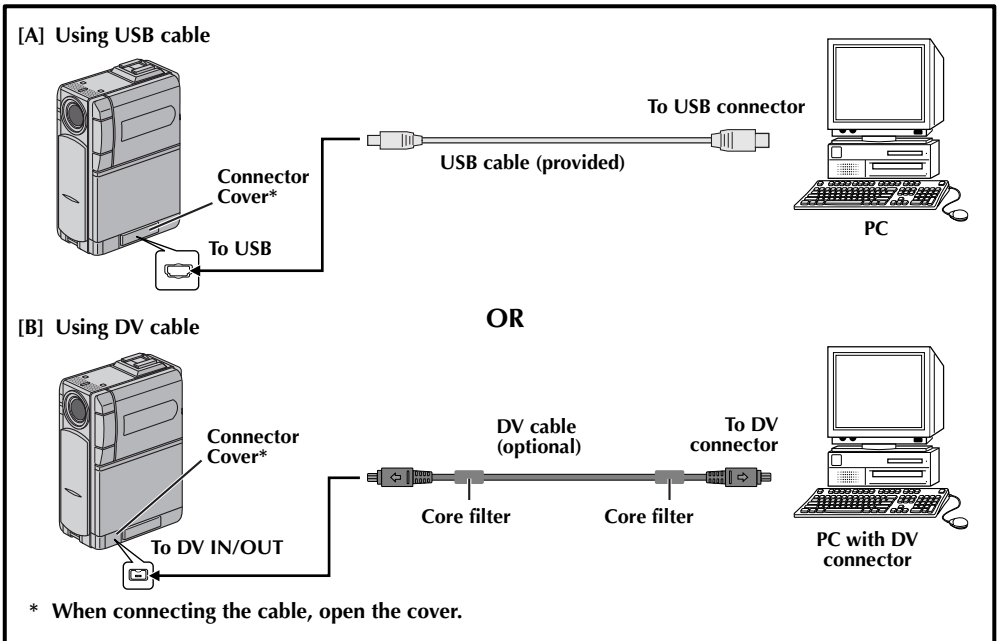 [A] Using USB cable
To USB connector
USB cable (provided)
Connector
Cover*
To USB
PC
OR
[B] Using DV cable
DV cable
(optional)
To DV
connector
Connector
Cover*
Core filter
Core filter
To DV IN/OUT
PC with DV
connector
* When connecting the cable, open the cover.